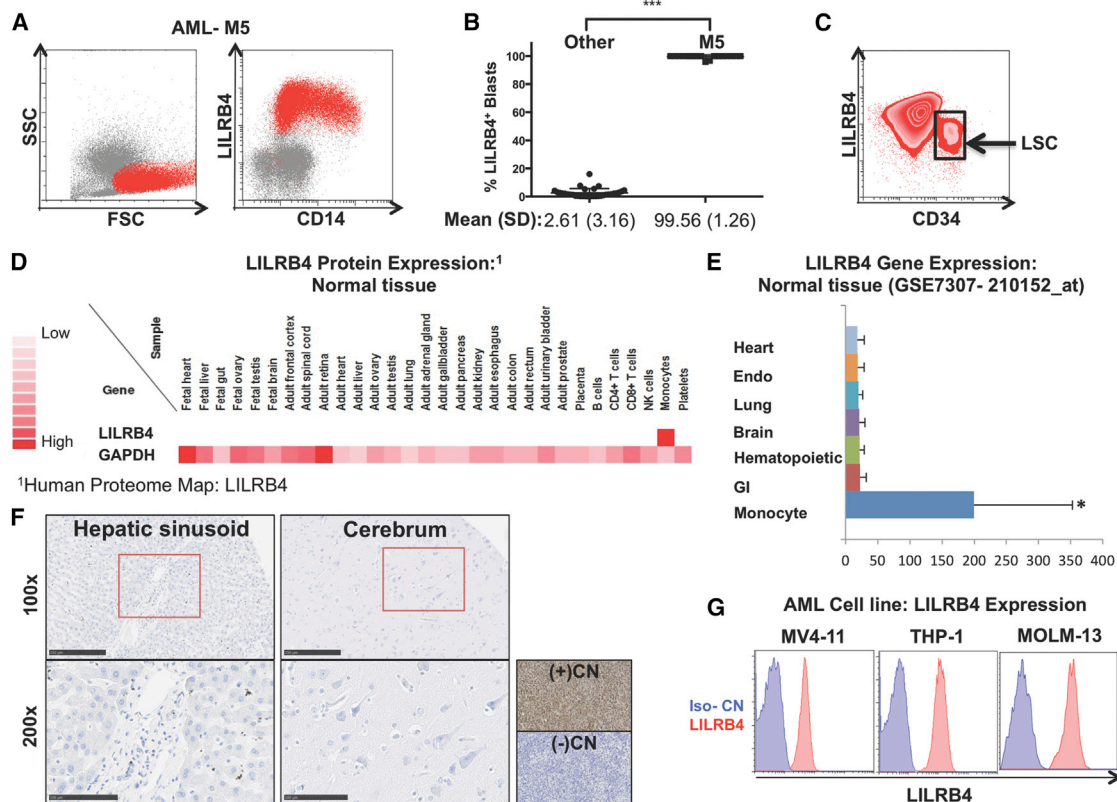 A
AML- M5
SSC
FSC
LILRB4
CD14
B
***
Other
M5
% LILRB4+ Blasts
100
80
60
40
20
0
Mean (SD): 2.61 (3.16) 99.56 (1.26)
C
LILRB4
CD34
LSC
D
LILRB4 Protein Expression:1
Normal tissue
Low
High
Sample
Gene
Fetal heart
Fetal liver
Fetal gut
Fetal ovary
Fetal testis
Fetal brain
Adult frontal cortex
Adult spinal cord
Adult retina
Adult heart
Adult liver
Adult ovary
Adult testis
Adult lung
Adult adrenal gland
Adult gallbladder
Adult pancreas
Adult kidney
Adult esophagus
Adult colon
Adult rectum
Adult urinary bladder
Adult prostate
Placenta
B cells
CD4+ T cells
CD8+ T cells
NK cells
Monocytes
Platelets
LILRB4
GAPDH
1Human Proteome Map: LILRB4
E
LILRB4 Gene Expression:
Normal tissue (GSE7307- 210152_at)
Heart
Endo
Lung
Brain
Hematopoietic
GI
Monocyte
*
0 50 100 150 200 250 300 350 400
F
Hepatic sinusoid
Cerebrum
100x
200x
(+)CN
(-)CN
G
AML Cell line: LILRB4 Expression
MV4-11
THP-1
MOLM-13
Iso- CN
LILRB4
LILRB4